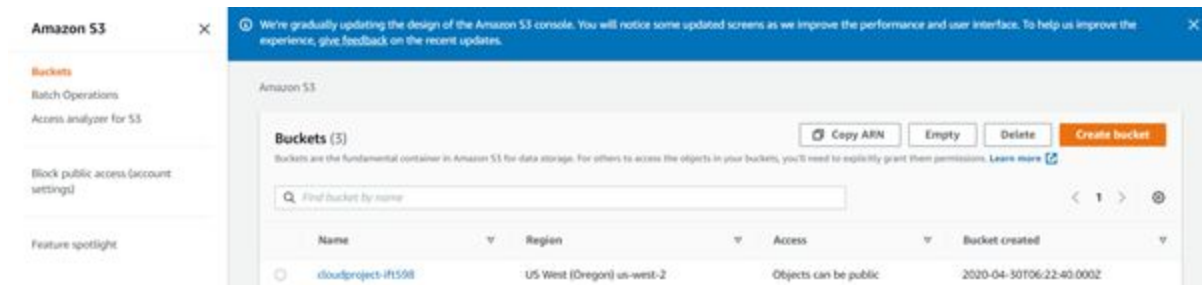 Amazon S3
We're gradually updating the design of the Amazon S3 console. You will notice some updated screens as we improve the performance and user interface. To help us improve the
experience, give feedback on the recent updates.
Buckets
Batch Operations
Access analyzer for S3
Block public access (account
settings)
Feature spotlight
Amazon S3
Buckets (3)
Copy ARN
Empty
Delete
Create bucket
Buckets are the fundamental container in Amazon S3 for data storage. For others to access the objects in your buckets, you'll need to explicitly grant them permissions. Learn more
Find bucket by name
1
Name
Region
Access
Bucket created
cloudproject-ift598
US West (Oregon) us-west-2
Objects can be public
2020-04-30T06:22:40.000Z